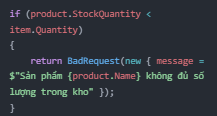 if (product.StockQuantity <
item.Quantity)
{
return BadRequest(new { message =
$"Sản phẩm {product.Name} không đủ số
lượng trong kho" });
}